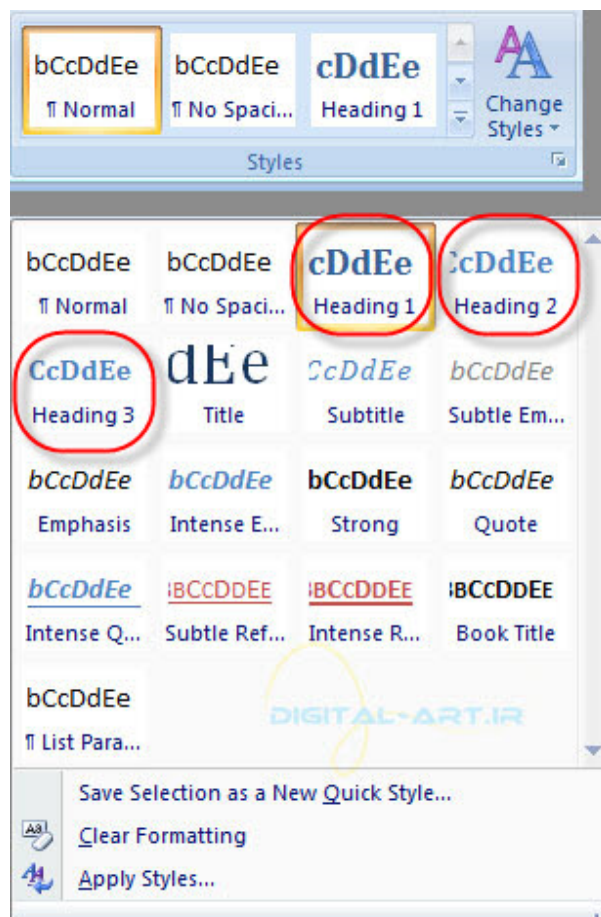 bCcDdEe bCcDdEe cDdEe
¶ Normal ¶ No Spaci... Heading 1 Change Styles
Styles
bCcDdEe bCcDdEe cDdEe CcDdEe
¶ Normal ¶ No Spaci... Heading 1 Heading 2
CcDdEe dEe CcDdEe bCcDdEe
Heading 3 Title Subtitle Subtle Em...
bCcDdEe bCcDdEe bCcDdEe bCcDdEe
Emphasis Intense E... Strong Quote
bCcDdEe BBCCDDEE BBCCDDEE BBCCDDEE
Intense Q... Subtle Ref... Intense R... Book Title
bCcDdEe
DIGITAL-ART.IR
¶ List Para...
Save Selection as a New Quick Style...
Clear Formatting
Apply Styles...